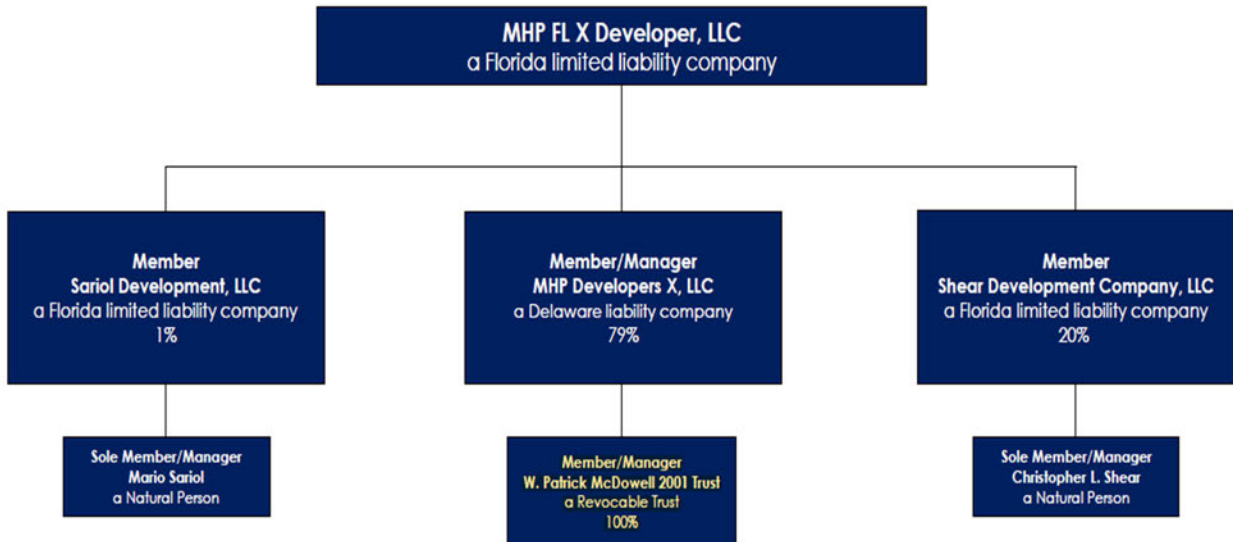 MHP FL X Developer, LLC
a Florida limited liability company
Member
Sariol Development, LLC
a Florida limited liability company
1%
Member/Manager
MHP Developers X, LLC
a Delaware liability company
79%
Member
Shear Development Company, LLC
a Florida limited liability company
20%
Sole Member/Manager
Mario Sariol
a Natural Person
Member/Manager
W. Patrick McDowell 2001 Trust
a Revocable Trust
100%
Sole Member/Manager
Christopher L. Shear
a Natural Person